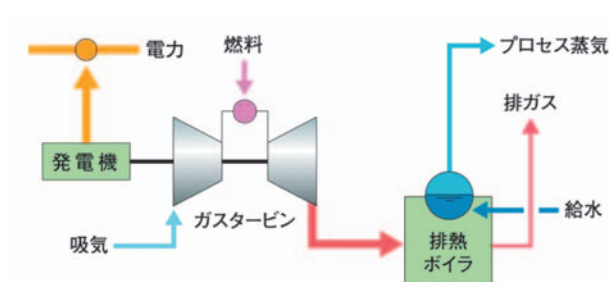 電力
燃料
プロセス蒸気
排ガス
発電機
ガスタービン
給水
吸気
排熱
ボイラ